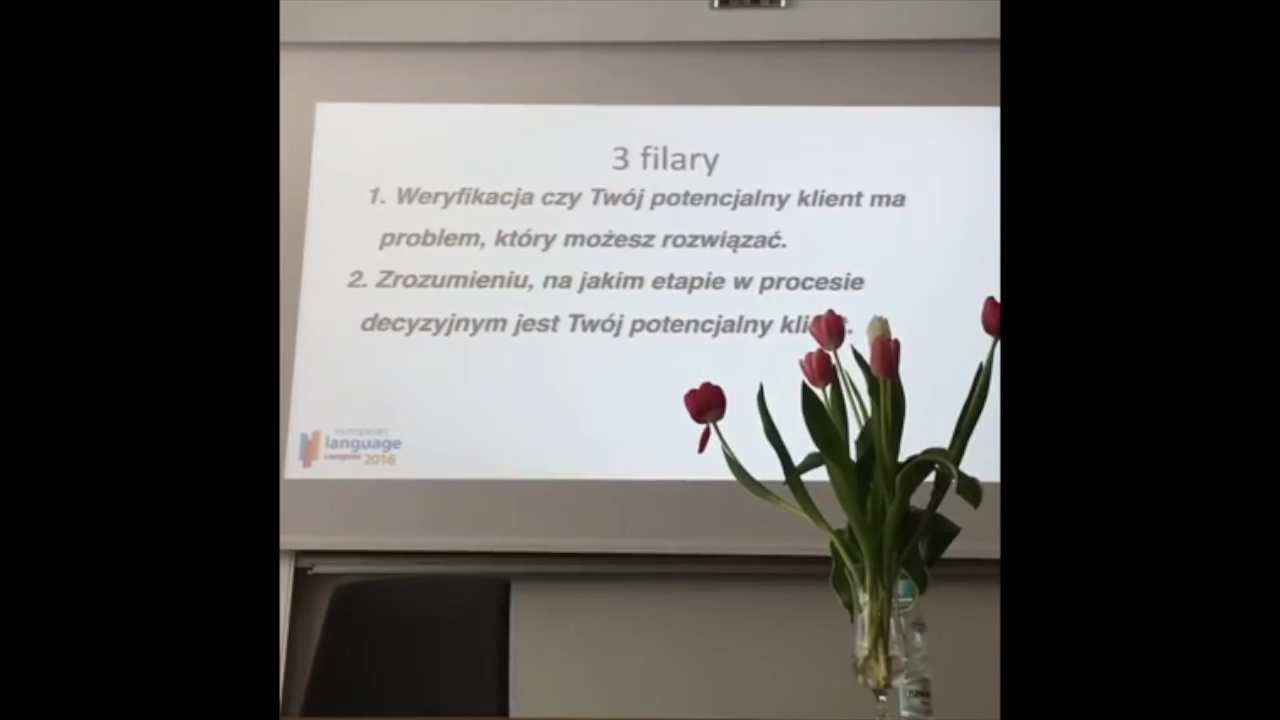 3 filary
1. Weryfikacja czy Twój potencjalny klient ma
problem, który możesz rozwiązać.
2. Zrozumieniu, na jakim etapie w procesie
decyzyjnym jest Twój potencjalny
european
language
2016